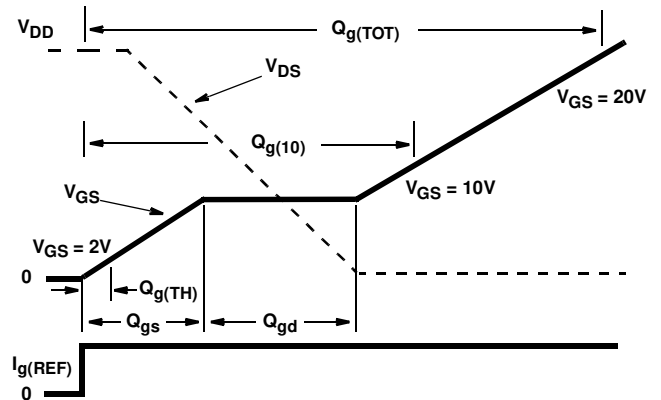 V_DD
Q_g(TOT)
V_DS
V_GS = 20V
Q_g(10)
V_GS
V_GS = 10V
V_GS = 2V
0
Q_g(TH)
Q_gs
Q_gd
I_g(REF)
0